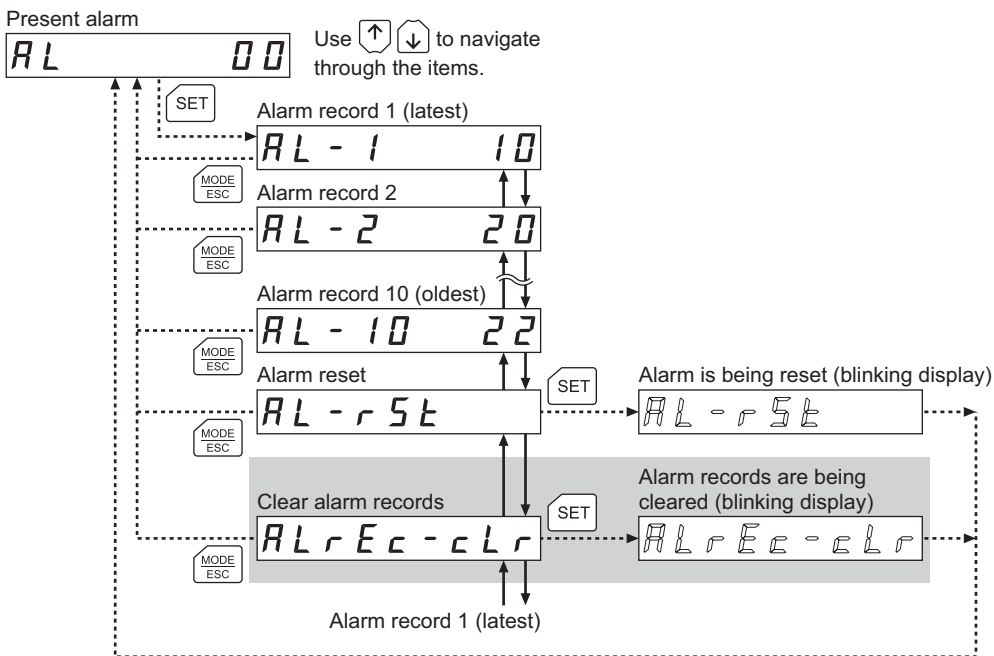 Present alarm
AL 00
Use ↑ ↓ to navigate
through the items.
SET
Alarm record 1 (latest)
AL-1 10
MODE
ESC
Alarm record 2
AL-2 20
MODE
ESC
Alarm record 10 (oldest)
AL-10 22
MODE
ESC
Alarm reset
AL-rSt
SET
Alarm is being reset (blinking display)
AL-rSt
MODE
ESC
Clear alarm records
ALrEc-cLr
SET
Alarm records are being
cleared (blinking display)
ALrEc-cLr
MODE
ESC
Alarm record 1 (latest)